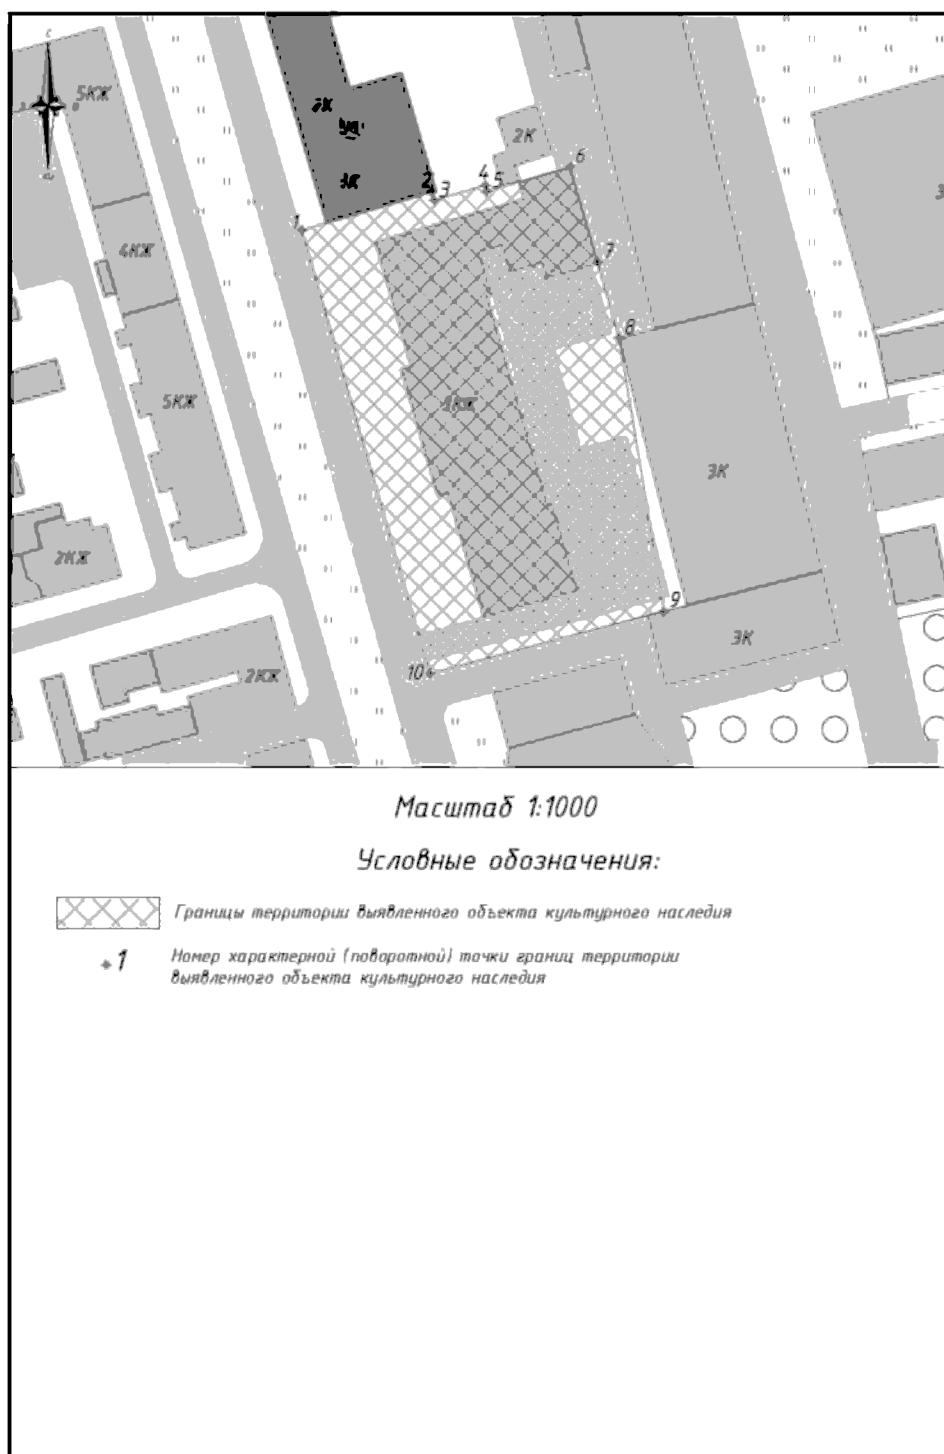 С
5КЖ
2К
6
2
3
4
5
1
7
4КЖ
8
5КЖ
3К
2КЖ
9
3К
10
2КЖ
Масштаб 1:1000
Условные обозначения:
Границы территории выявленного объекта культурного наследия
1 Номер характерной (поворотной) точки границ территории
выявленного объекта культурного наследия